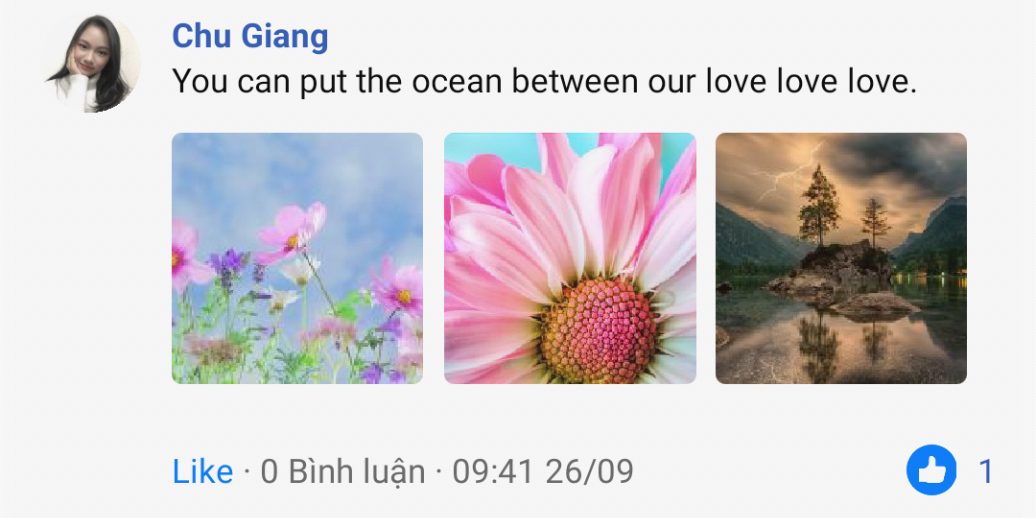 Chu Giang
You can put the ocean between our love love love.
Like · 0 Bình luận · 09:41 26/09
1